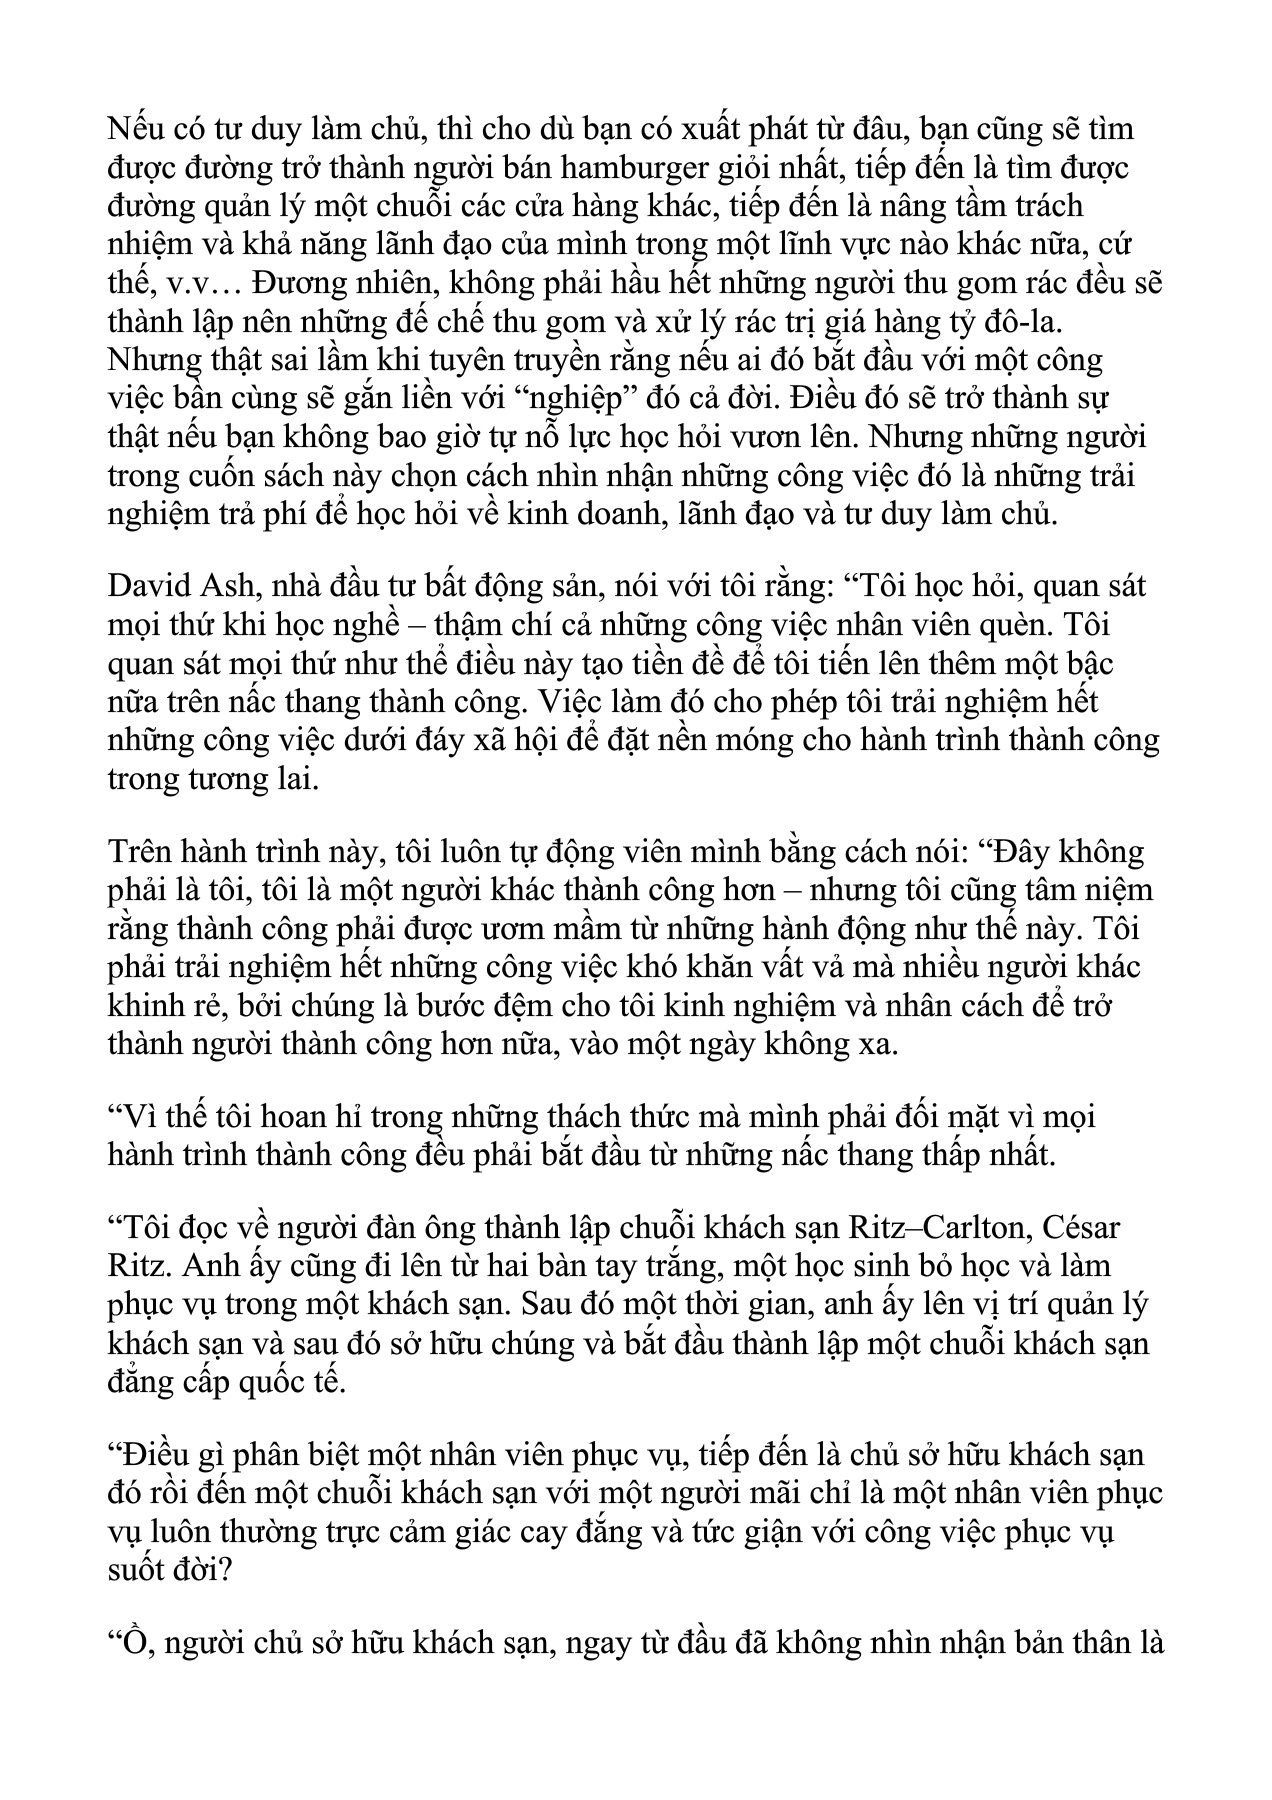 Nếu có tư duy làm chủ, thì cho dù bạn có xuất phát từ đâu, bạn cũng sẽ tìm
được đường trở thành người bán hamburger giỏi nhất, tiếp đến là tìm được
đường quản lý một chuỗi các cửa hàng khác, tiếp đến là nâng tầm trách
nhiệm và khả năng lãnh đạo của mình trong một lĩnh vực nào khác nữa, cứ
thế, v.v… Đương nhiên, không phải hầu hết những người thu gom rác đều sẽ
thành lập nên những đế chế thu gom và xử lý rác trị giá hàng tỷ đô-la.
Nhưng thật sai lầm khi tuyên truyền rằng nếu ai đó bắt đầu với một công
việc bần cùng sẽ gắn liền với “nghiệp” đó cả đời. Điều đó sẽ trở thành sự
thật nếu bạn không bao giờ tự nỗ lực học hỏi vươn lên. Nhưng những người
trong cuốn sách này chọn cách nhìn nhận những công việc đó là những trải
nghiệm trả phí để học hỏi về kinh doanh, lãnh đạo và tư duy làm chủ.
David Ash, nhà đầu tư bất động sản, nói với tôi rằng: “Tôi học hỏi, quan sát
mọi thứ khi học nghề – thậm chí cả những công việc nhân viên quèn. Tôi
quan sát mọi thứ như thể điều này tạo tiền đề để tôi tiến lên thêm một bậc
nữa trên nấc thang thành công. Việc làm đó cho phép tôi trải nghiệm hết
những công việc dưới đáy xã hội để đặt nền móng cho hành trình thành công
trong tương lai.
Trên hành trình này, tôi luôn tự động viên mình bằng cách nói: “Đây không
phải là tôi, tôi là một người khác thành công hơn – nhưng tôi cũng tâm niệm
rằng thành công phải được ươm mầm từ những hành động như thế này. Tôi
phải trải nghiệm hết những công việc khó khăn vất vả mà nhiều người khác
khinh rẻ, bởi chúng là bước đệm cho tôi kinh nghiệm và nhân cách để trở
thành người thành công hơn nữa, vào một ngày không xa.
“Vì thế tôi hoan hỉ trong những thách thức mà mình phải đối mặt vì mọi
hành trình thành công đều phải bắt đầu từ những nấc thang thấp nhất.
“Tôi đọc về người đàn ông thành lập chuỗi khách sạn Ritz–Carlton, César
Ritz. Anh ấy cũng đi lên từ hai bàn tay trắng, một học sinh bỏ học và làm
phục vụ trong một khách sạn. Sau đó một thời gian, anh ấy lên vị trí quản lý
khách sạn và sau đó sở hữu chúng và bắt đầu thành lập một chuỗi khách sạn
đẳng cấp quốc tế.
“Điều gì phân biệt một nhân viên phục vụ, tiếp đến là chủ sở hữu khách sạn
đó rồi đến một chuỗi khách sạn với một người mãi chỉ là một nhân viên phục
vụ luôn thường trực cảm giác cay đắng và tức giận với công việc phục vụ
suốt đời?
“Ồ, người chủ sở hữu khách sạn, ngay từ đầu đã không nhìn nhận bản thân là